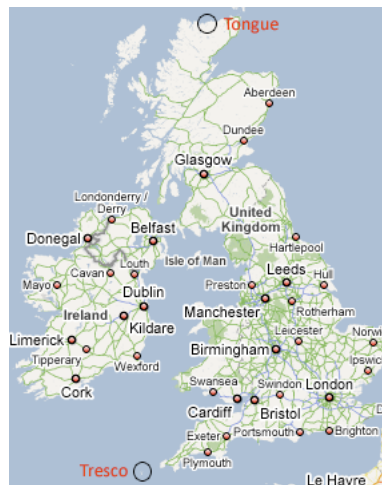 Tongue
Aberdeen
Dundee
Glasgow
Londonderry /
Derry
United
Kingdom
Belfast
Donegal
Hartlepool
Isle of Man
Cavan
Louth
Leeds
Mayo
Preston
Hull
Dublin
Manchester
Rotherham
Ireland
Kildare
Leicester
Norwi
Limerick
Birmingham
Tipperary
Ipswic
Wexford
Swansea
Swindon
London
Cork
Cardiff
Bristol
Exeter
Portsmouth
Brighton
Plymouth
Tresco
Le Havre